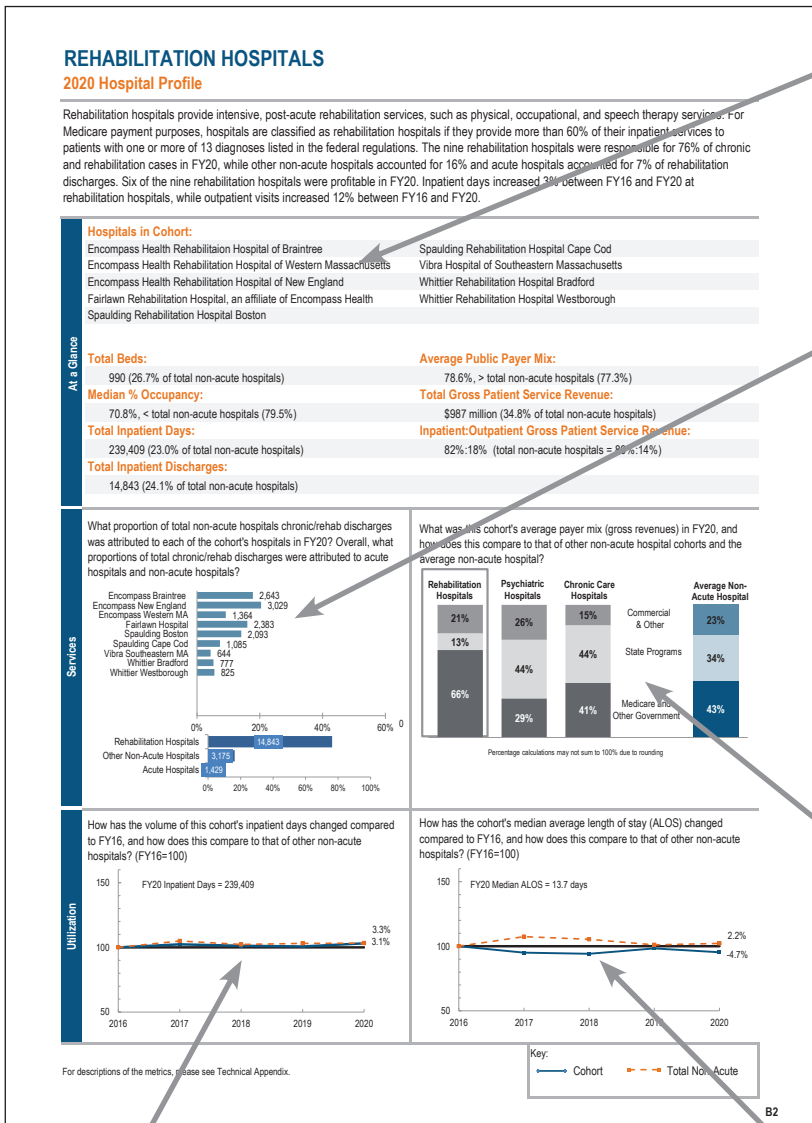 REHABILITATION HOSPITALS
2020 Hospital Profile
Rehabilitation hospitals provide intensive, post-acute rehabilitation services, such as physical, occupational, and speech therapy services. For
Medicare payment purposes, hospitals are classified as rehabilitation hospitals if they provide more than 60% of their inpatient services to
patients with one or more of 13 diagnoses listed in the federal regulations. The nine rehabilitation hospitals were responsible for 76% of chronic
and rehabilitation cases in FY20, while other non-acute hospitals accounted for 16% and acute hospitals accounted for 7% of rehabilitation
discharges. Six of the nine rehabilitation hospitals were profitable in FY20. Inpatient days increased 3% between FY16 and FY20 at
rehabilitation hospitals, while outpatient visits increased 12% between FY16 and FY20.
At a Glance
Hospitals in Cohort:
Encompass Health Rehabilitaion Hospital of Braintree
Encompass Health Rehabilitation Hospital of Western Massachusetts
Encompass Health Rehabilitation Hospital of New England
Fairlawn Rehabilitation Hospital, an affiliate of Encompass Health
Spaulding Rehabilitation Hospital Boston
Spaulding Rehabilitation Hospital Cape Cod
Vibra Hospital of Southeastern Massachusetts
Whittier Rehabilitation Hospital Bradford
Whittier Rehabilitation Hospital Westborough
Total Beds:
990 (26.7% of total non-acute hospitals)
Median % Occupancy:
70.8%, < total non-acute hospitals (79.5%)
Total Inpatient Days:
239,409 (23.0% of total non-acute hospitals)
Total Inpatient Discharges:
14,843 (24.1% of total non-acute hospitals)
Average Public Payer Mix:
78.6%, > total non-acute hospitals (77.3%)
Total Gross Patient Service Revenue:
$987 million (34.8% of total non-acute hospitals)
Inpatient:Outpatient Gross Patient Service Revenue:
82%:18% (total non-acute hospitals = :14%)
Services
What proportion of total non-acute hospitals chronic/rehab discharges
was attributed to each of the cohort's hospitals in FY20? Overall, what
proportions of total chronic/rehab discharges were attributed to acute
hospitals and non-acute hospitals?
Encompass Braintree 2,643
Encompass New England 3,029
Encompass Western MA 1,364
Fairlawn Hospital 2,383
Spaulding Boston 2,093
Spaulding Cape Cod 1,085
Vibra Southeastern MA 644
Whittier Bradford 777
Whittier Westborough 825
0% 20% 40% 60% 0
Rehabilitation Hospitals 14,843
Other Non-Acute Hospitals 3,175
Acute Hospitals 1,429
0% 20% 40% 60% 80% 100%
What was this cohort's average payer mix (gross revenues) in FY20, and
how does this compare to that of other non-acute hospital cohorts and the
average non-acute hospital?
Rehabilitation
Hospitals
Psychiatric
Hospitals
Chronic Care
Hospitals
Average Non-
Acute Hospital
21% 26% 15% Commercial
& Other 23%
13% 44% 44% State Programs 34%
66% 29% 41% Medicare and
Other Government 43%
Percentage calculations may not sum to 100% due to rounding
Utilization
How has the volume of this cohort's inpatient days changed compared
to FY16, and how does this compare to that of other non-acute
hospitals? (FY16=100)
150
FY20 Inpatient Days = 239,409
3.3%
100
3.1%
50
2016 2017 2018 2019 2020
How has the cohort's median average length of stay (ALOS) changed
compared to FY16, and how does this compare to that of other non-acute
hospitals? (FY16=100)
150
FY20 Median ALOS = 13.7 days
2.2%
100
-4.7%
50
2016 2017 2018 2019 2020
For descriptions of the metrics, please see Technical Appendix.
Key:
Cohort Total Non-Acute
B2